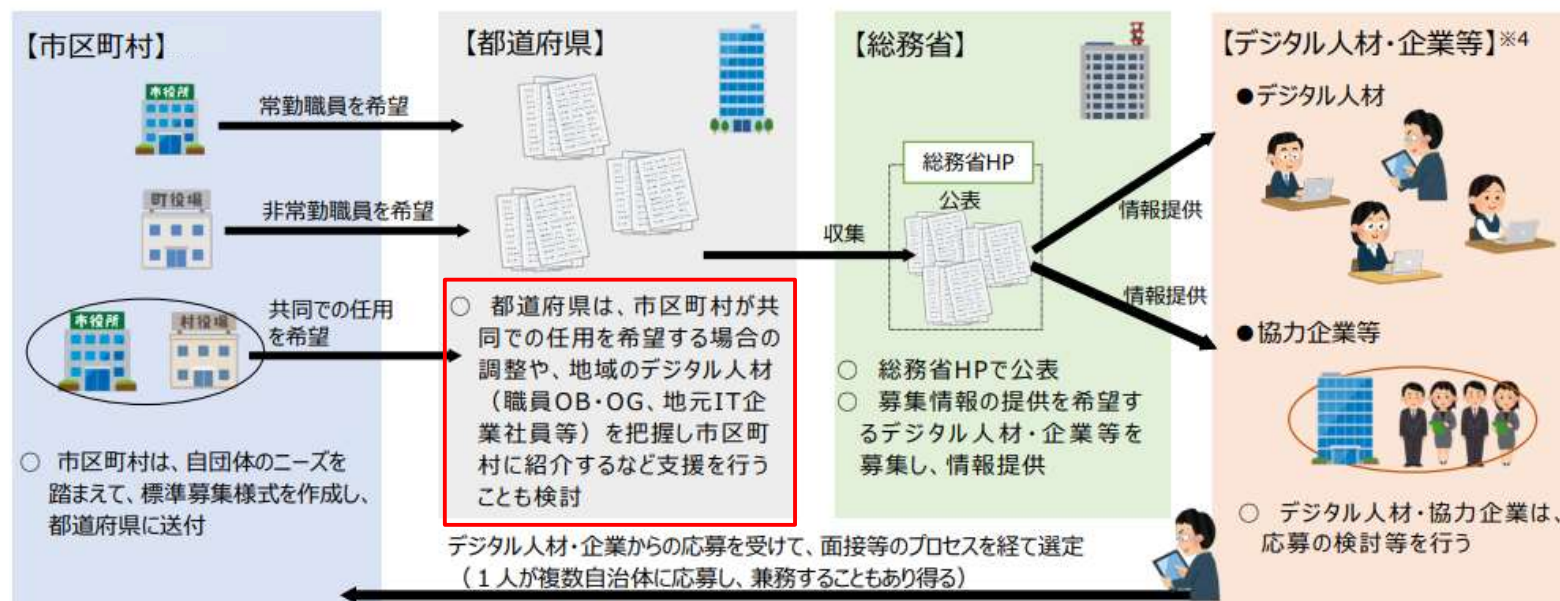 【市区町村】
市役所
常勤職員を希望
町役場
非常勤職員を希望
市役所
村役場
共同での任用
を希望
○ 市区町村は、自団体のニーズを
踏まえて、標準募集様式を作成し、
都道府県に送付
【都道府県】
○ 都道府県は、市区町村が共
同での任用を希望する場合の
調整や、地域のデジタル人材
（職員OB・OG、地元IT企
業社員等）を把握し市区町
村に紹介するなど支援を行う
ことも検討
収集
【総務省】
総務省HP
公表
○ 総務省HPで公表
○ 募集情報の提供を希望す
るデジタル人材・企業等を
募集し、情報提供
情報提供
情報提供
【デジタル人材・企業等】※4
●デジタル人材
●協力企業等
○ デジタル人材・協力企業は、
応募の検討等を行う
デジタル人材・企業からの応募を受けて、面接等のプロセスを経て選定
（１人が複数自治体に応募し、兼務することもあり得る）